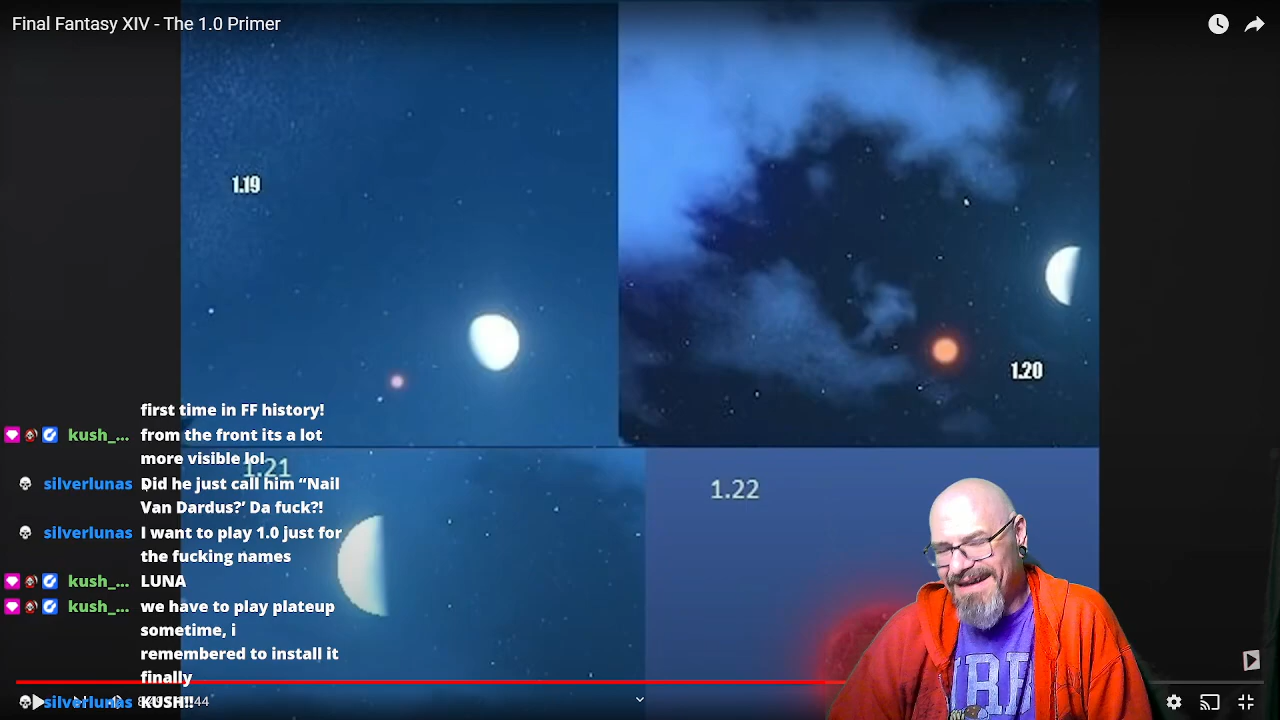 Final Fantasy XIV - The 1.0 Primer
1.19
1.20
first time in FF history!
kush_... from the front its a lot
more visible lol
1.21
1.22
silverlunas Did he just call him “Nail
Van Dardus?’ Da fuck?!
silverlunas I want to play 1.0 just for
the fucking names
kush_... LUNA
kush_... we have to play plateup
sometime, i
remembered to install it
finally
silverlunas KUSH!!